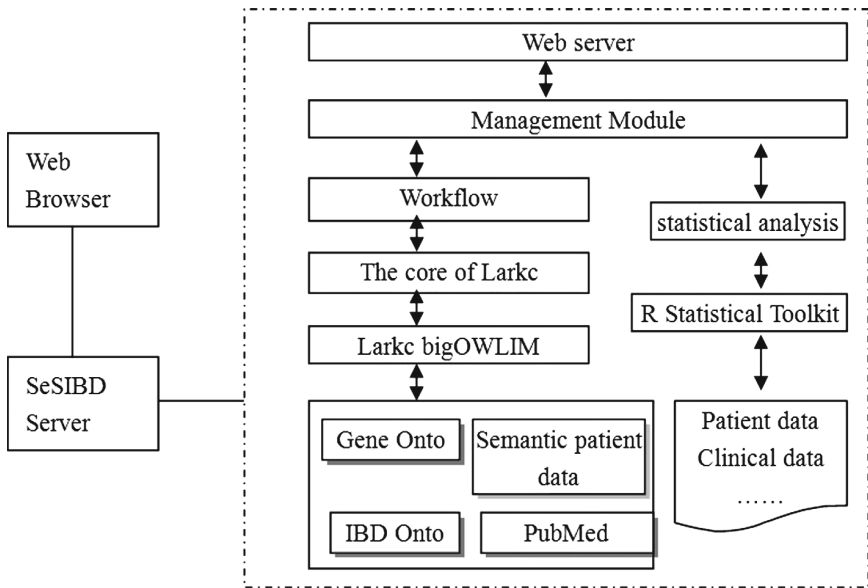 Web server
Management Module
Web
Browser
Workflow
statistical analysis
The core of Larkc
R Statistical Toolkit
Larkc bigOWLIM
SeSIBD
Server
Gene Onto
Semantic patient
data
IBD Onto
PubMed
Patient data
Clinical data
......